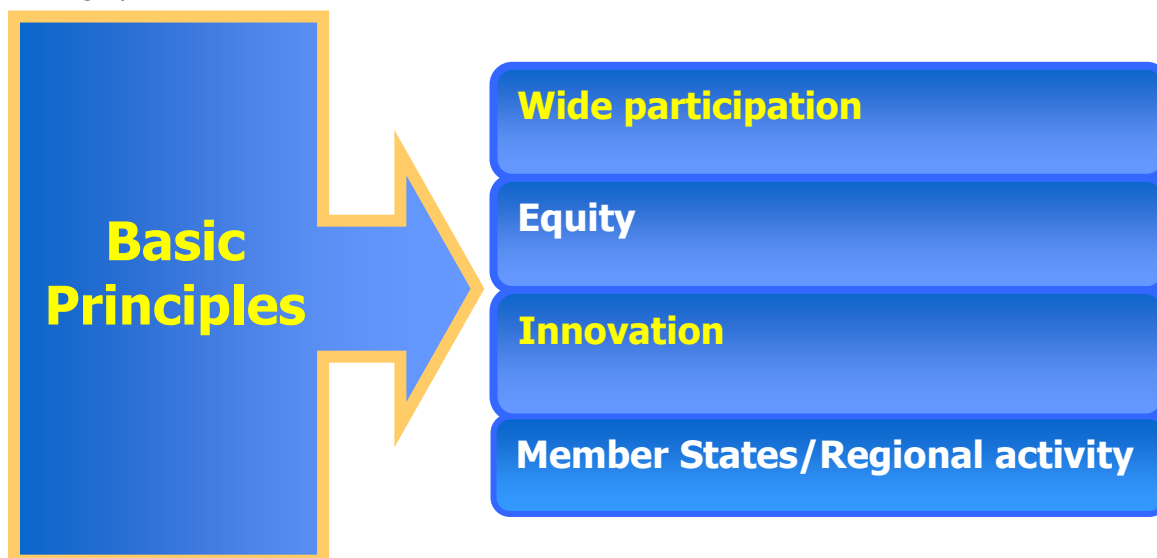 Basic
Principles
Wide participation
Equity
Innovation
Member States/Regional activity